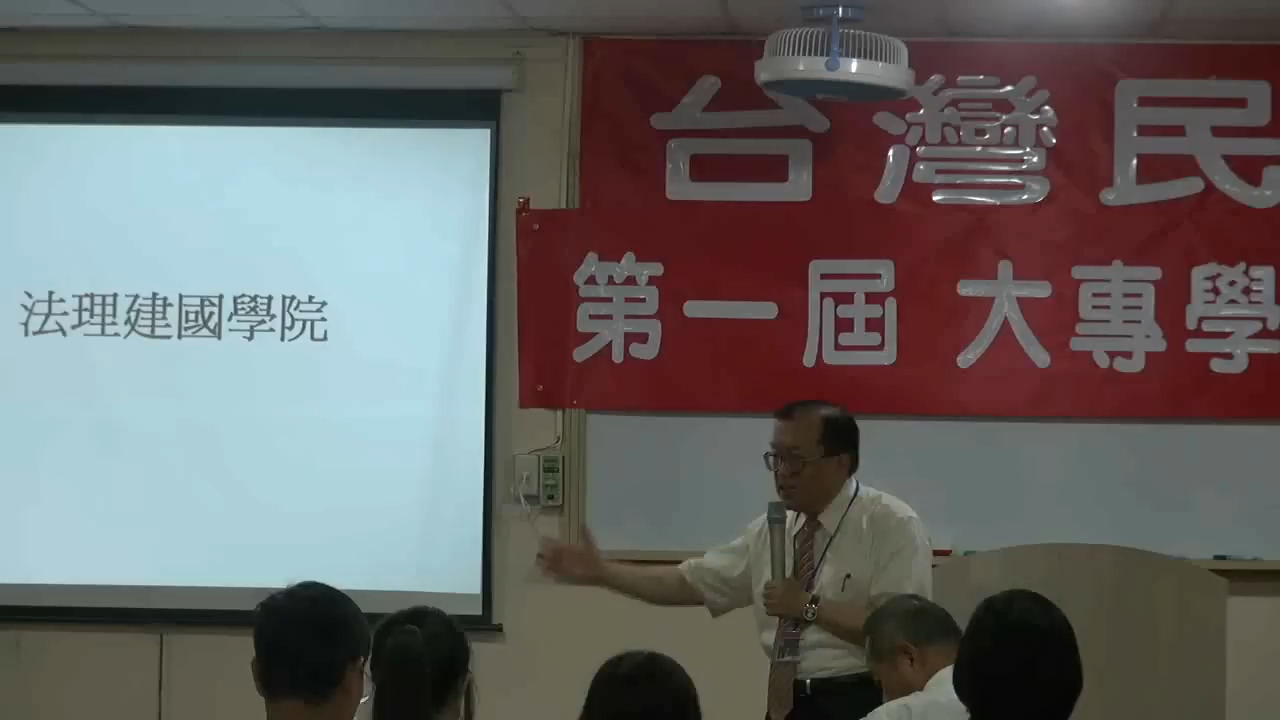 法理建國學院
台灣民
第一屆 大專學